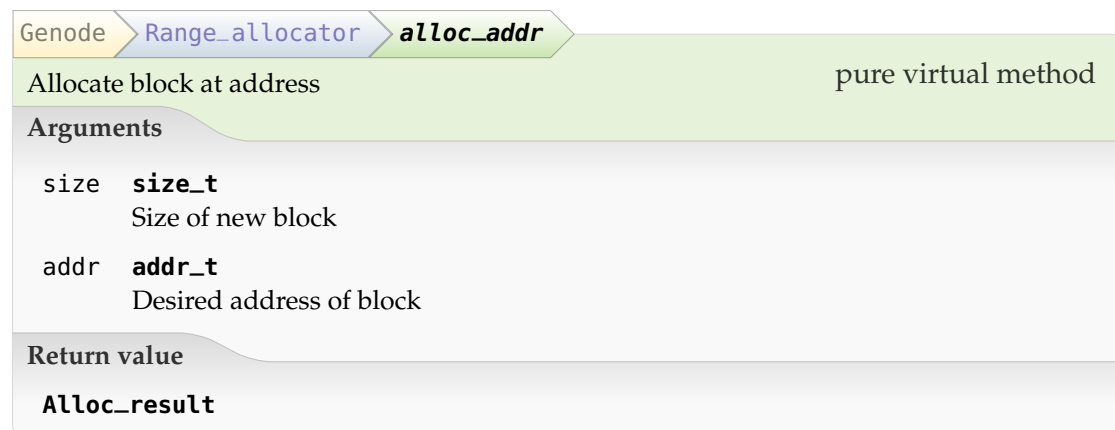 Genode Range_allocator alloc_addr
Allocate block at address pure virtual method
Arguments
size size_t
Size of new block
addr addr_t
Desired address of block
Return value
Alloc_result